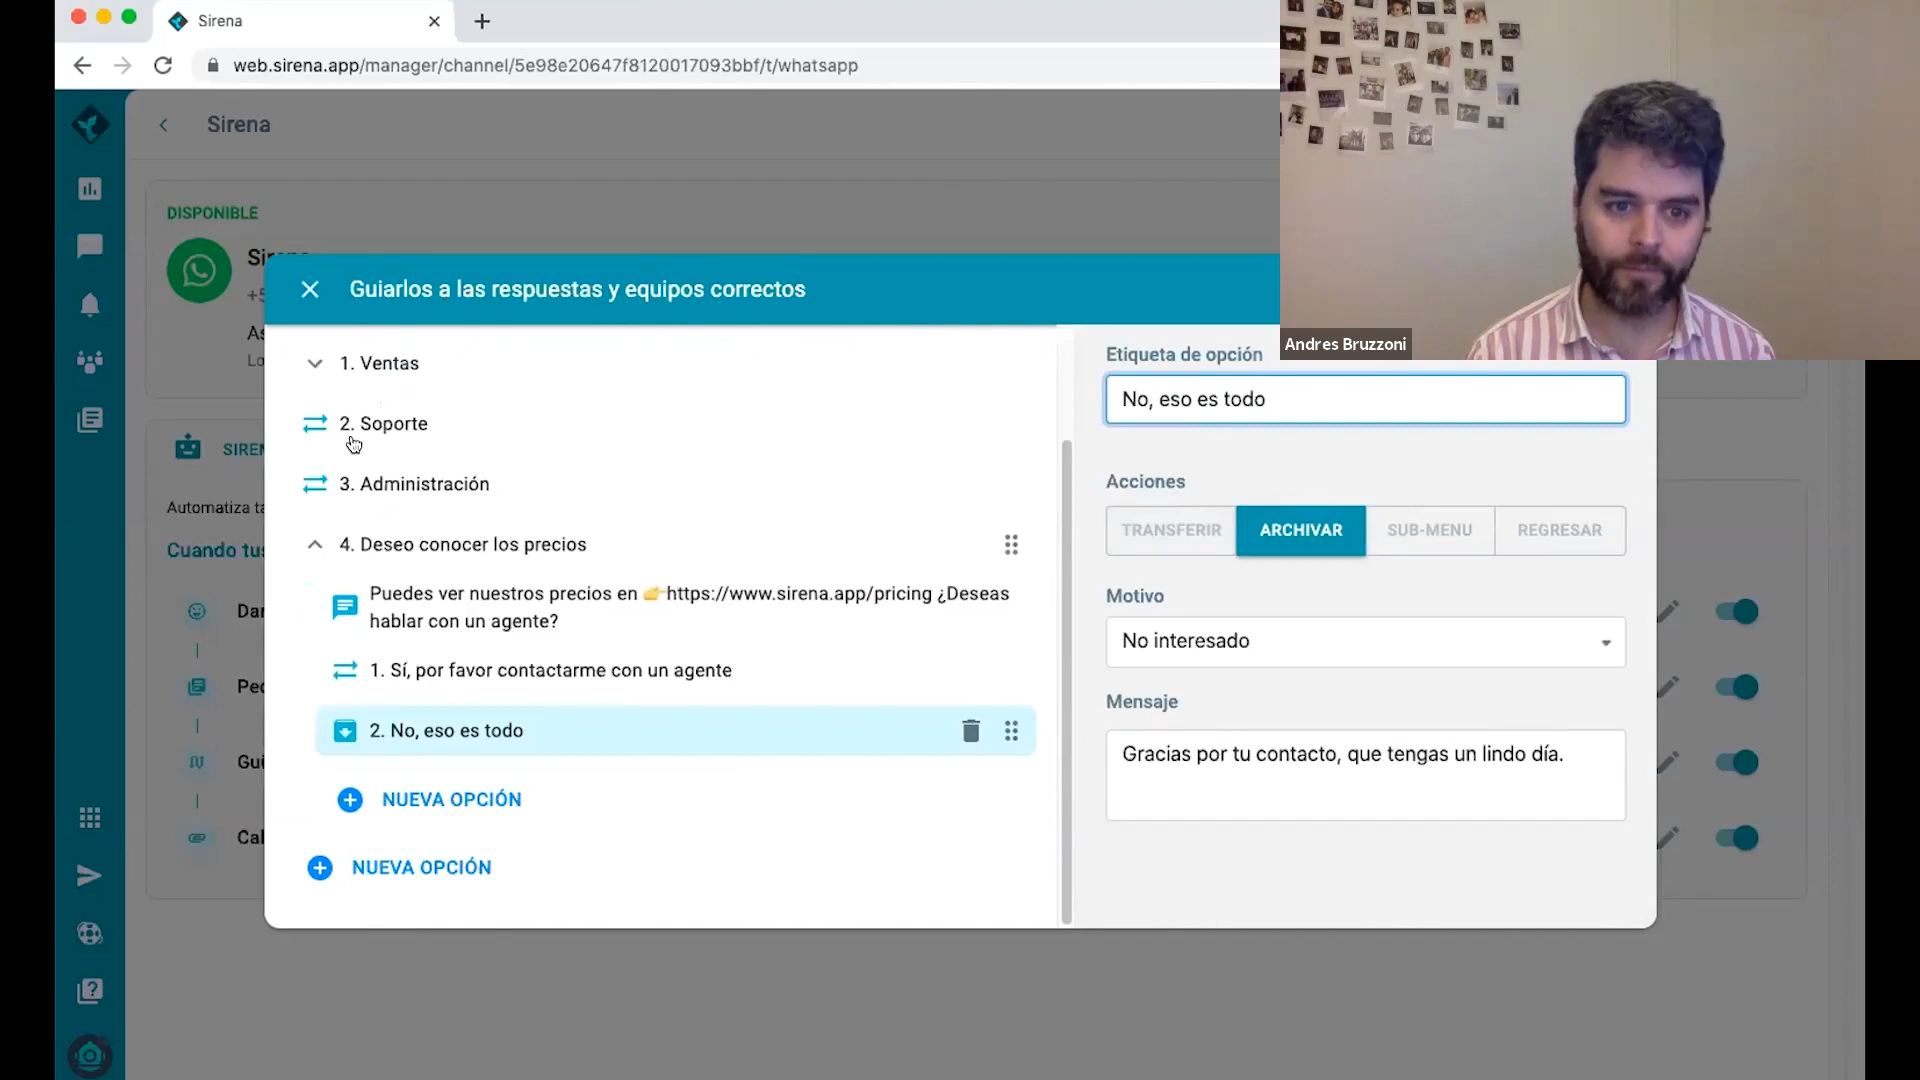 Sirena
web.sirena.app/manager/channel/5e98e20647f8120017093bbf/t/whatsapp
Sirena
DISPONIBLE
Guiarlos a las respuestas y equipos correctos
Andres Bruzzoni
1. Ventas
2. Soporte
3. Administración
4. Deseo conocer los precios
Puedes ver nuestros precios en 👉https://www.sirena.app/pricing ¿Deseas
hablar con un agente?
1. Sí, por favor contactarme con un agente
2. No, eso es todo
NUEVA OPCIÓN
NUEVA OPCIÓN
Etiqueta de opción
No, eso es todo
Acciones
TRANSFERIR ARCHIVAR SUB-MENU REGRESAR
Motivo
No interesado
Mensaje
Gracias por tu contacto, que tengas un lindo día.
Automatiza
Cuando